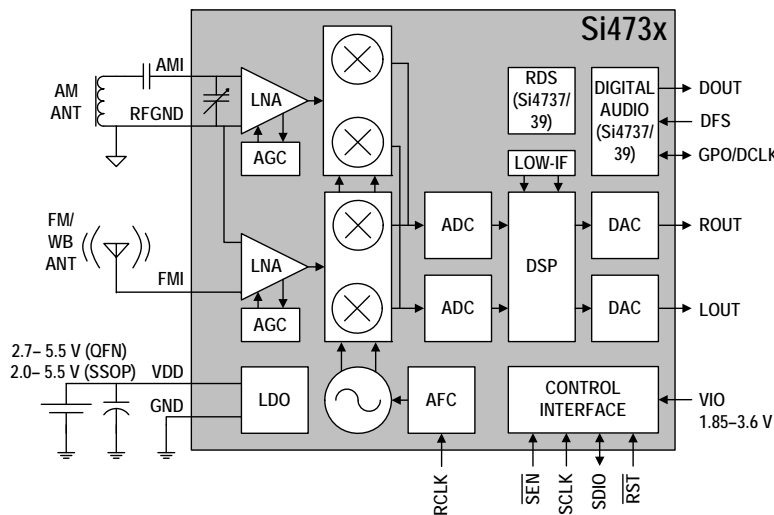 Si473x
AMI
AM
ANT
RFGND
LNA
AGC
RDS
(Si4737/
39)
DIGITAL
AUDIO
(Si4737/
39)
DOUT
DFS
GPO/DCLK
LOW-IF
FM/
WB
ANT
FMI
LNA
AGC
ADC
ADC
DSP
DAC
DAC
ROUT
LOUT
2.7– 5.5 V (QFN)
2.0– 5.5 V (SSOP)
VDD
GND
LDO
AFC
CONTROL
INTERFACE
VIO
1.85–3.6 V
RCLK
SEN
SCLK
SDIO
RST